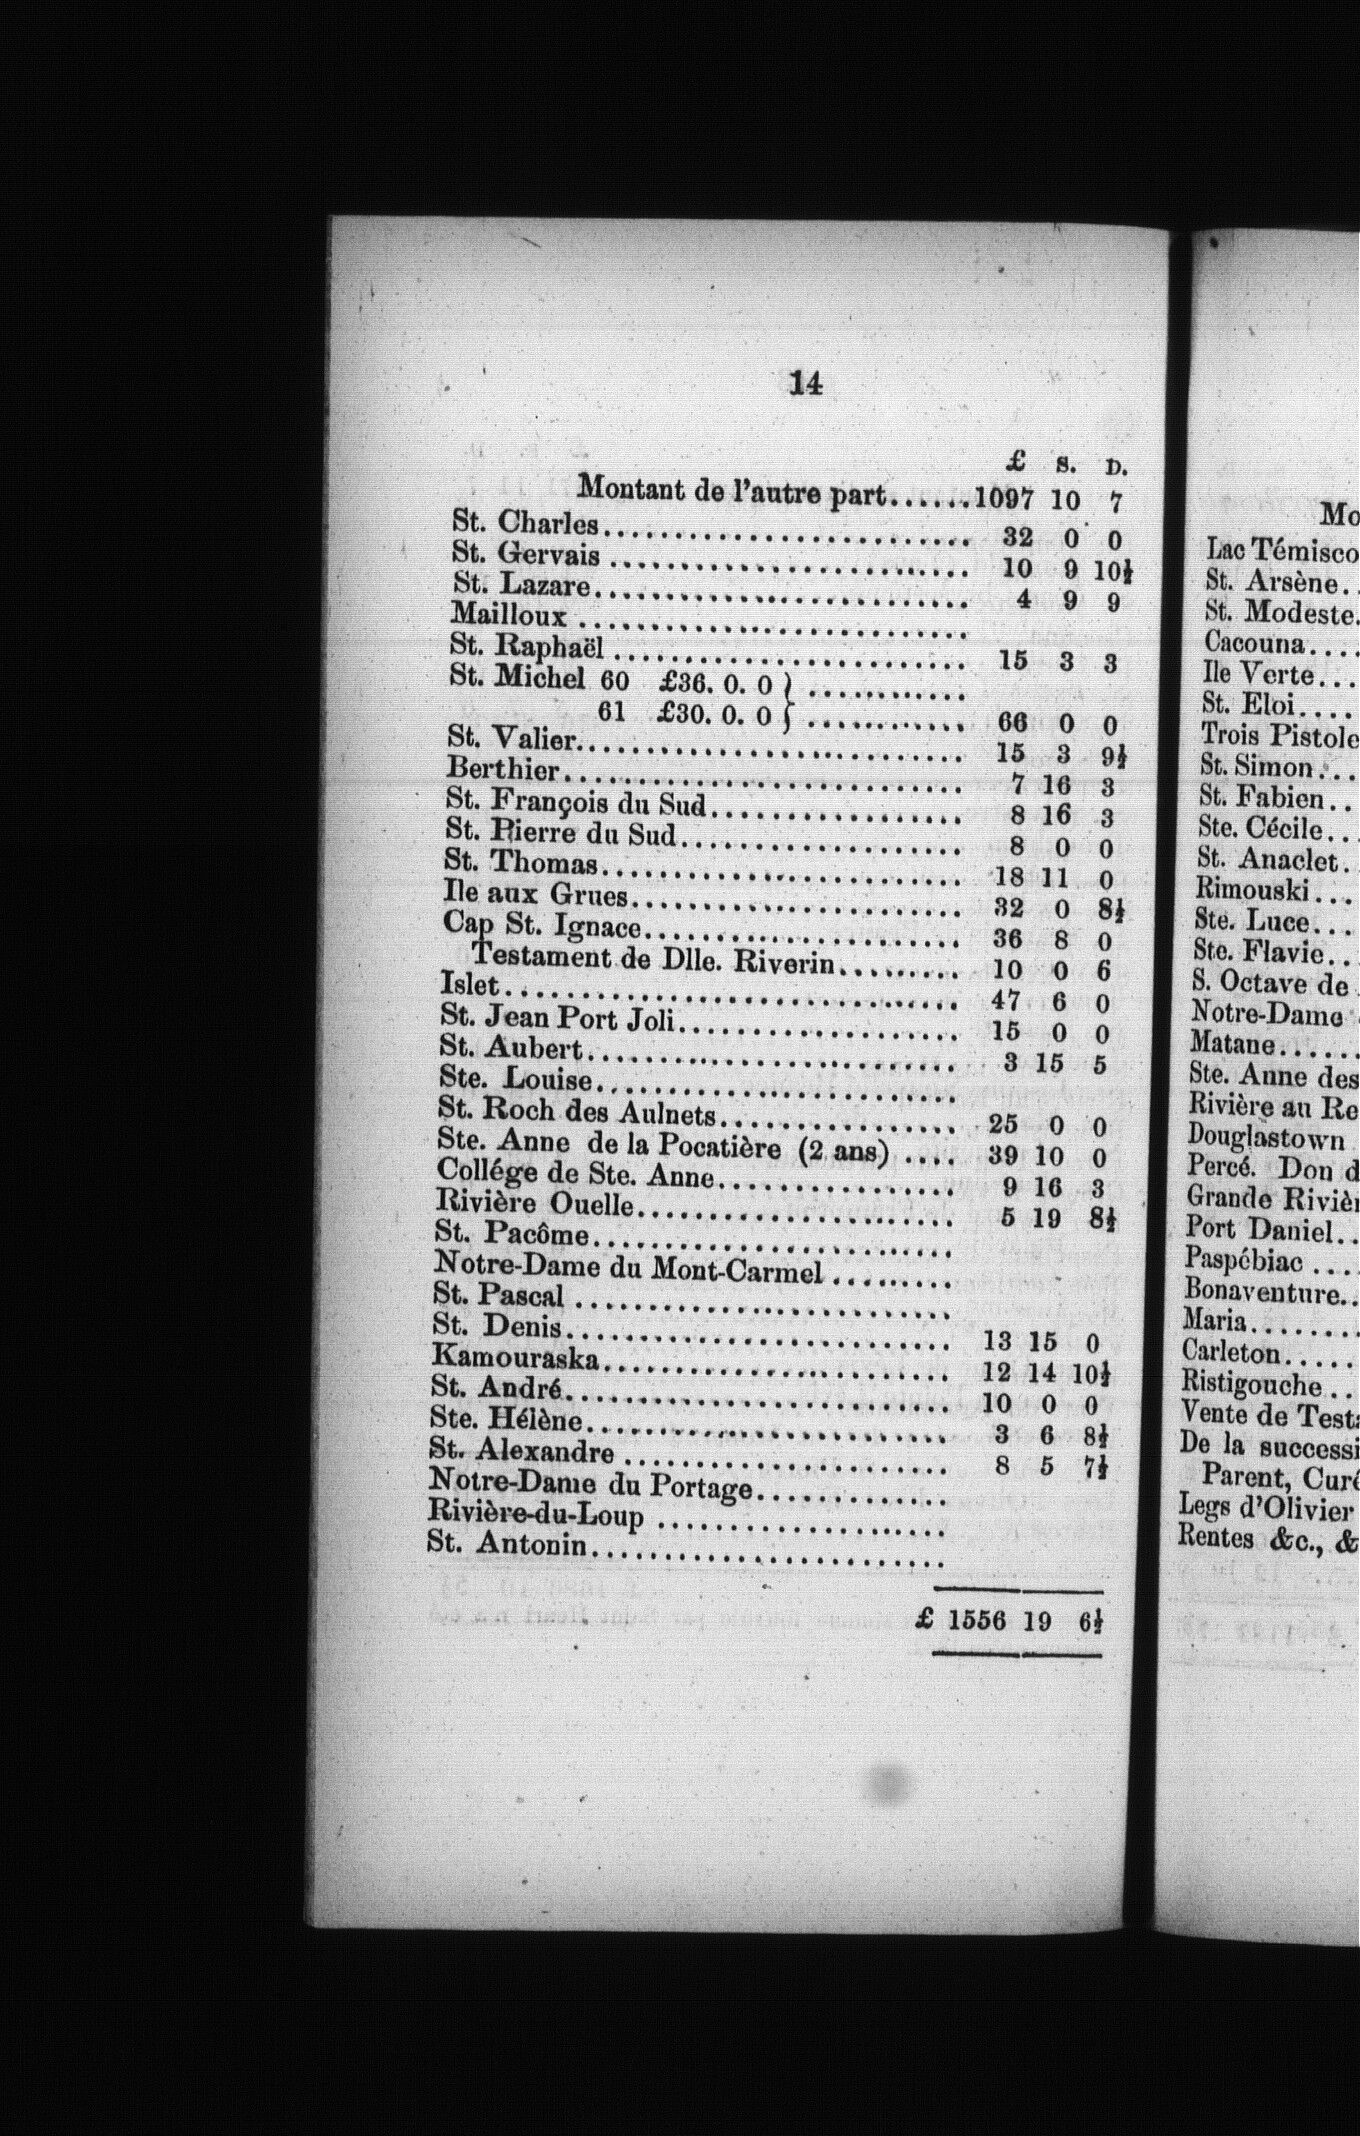 14
£ S. D.
Montant de l'autre part......1097 10 7
St. Charles......................... 32 0 0
St. Gervais ........................ 10 9 10½
St. Lazare.......................... 4 9 9
Mailloux ...........................
St. Raphaël ........................ 15 3 3
St. Michel 60 £36. 0. 0 } ...........
61 £30. 0. 0 } ........... 66 0 0
St. Valier.......................... 15 3 9½
Berthier........................... 7 16 3
St. François du Sud................. 8 16 3
St. Pierre du Sud................... 8 0 0
St. Thomas......................... 18 11 0
Ile aux Grues....................... 32 0 8½
Cap St. Ignace...................... 36 8 0
Testament de Dlle. Riverin......... 10 0 6
Islet............................... 47 6 0
St. Jean Port Joli................... 15 0 0
St. Aubert.......................... 3 15 5
Ste. Louise.........................
St. Roch des Aulnets................ 25 0 0
Ste. Anne de la Pocatière (2 ans) .... 39 10 0
Collége de Ste. Anne................ 9 16 3
Rivière Ouelle...................... 5 19 8½
St. Pacôme.........................
Notre-Dame du Mont-Carmel .........
St. Pascal ..........................
St. Denis........................... 13 15 0
Kamouraska........................ 12 14 10½
St. André........................... 10 0 0
Ste. Hélène......................... 3 6 8½
St. Alexandre ...................... 8 5 7½
Notre-Dame du Portage.............
Rivière-du-Loup ....................
St. Antonin.........................
£ 1556 19 6½
Mo
Lac Témisco
St. Arsène..
St. Modeste.
Cacouna....
Ile Verte...
St. Eloi....
Trois Pistole
St. Simon...
St. Fabien..
Ste. Cécile...
St. Anaclet..
Rimouski...
Ste. Luce...
Ste. Flavie...
S. Octave de
Notre-Dame
Matane......
Ste. Anne des
Rivière au Re
Douglastown
Percé. Don d
Grande Rivièr
Port Daniel..
Paspébiac ....
Bonaventure..
Maria........
Carleton.....
Ristigouche..
Vente de Testa
De la successi
Parent, Curé
Legs d'Olivier
Rentes &c., &